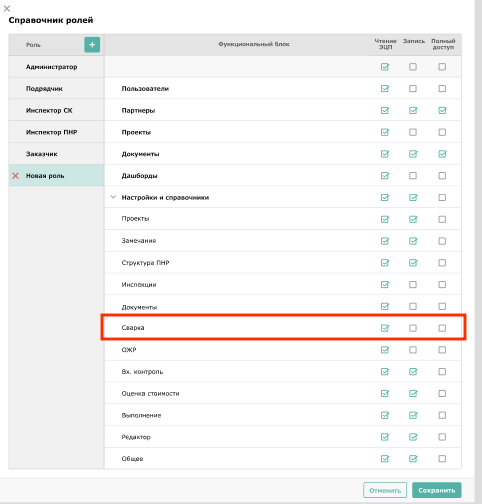 Справочник ролей
Роль
Функциональный блок
Чтение ЭЦП
Запись
Полный доступ
Администратор
Подрядчик
Пользователи
Инспектор СК
Партнеры
Инспектор ПНР
Проекты
Заказчик
Документы
Новая роль
Дашборды
Настройки и справочники
Проекты
Замечания
Структура ПНР
Инспекции
Документы
Сварка
ОЖР
Вх. контроль
Оценка стоимости
Выполнение
Редактор
Общее
Отменить
Сохранить